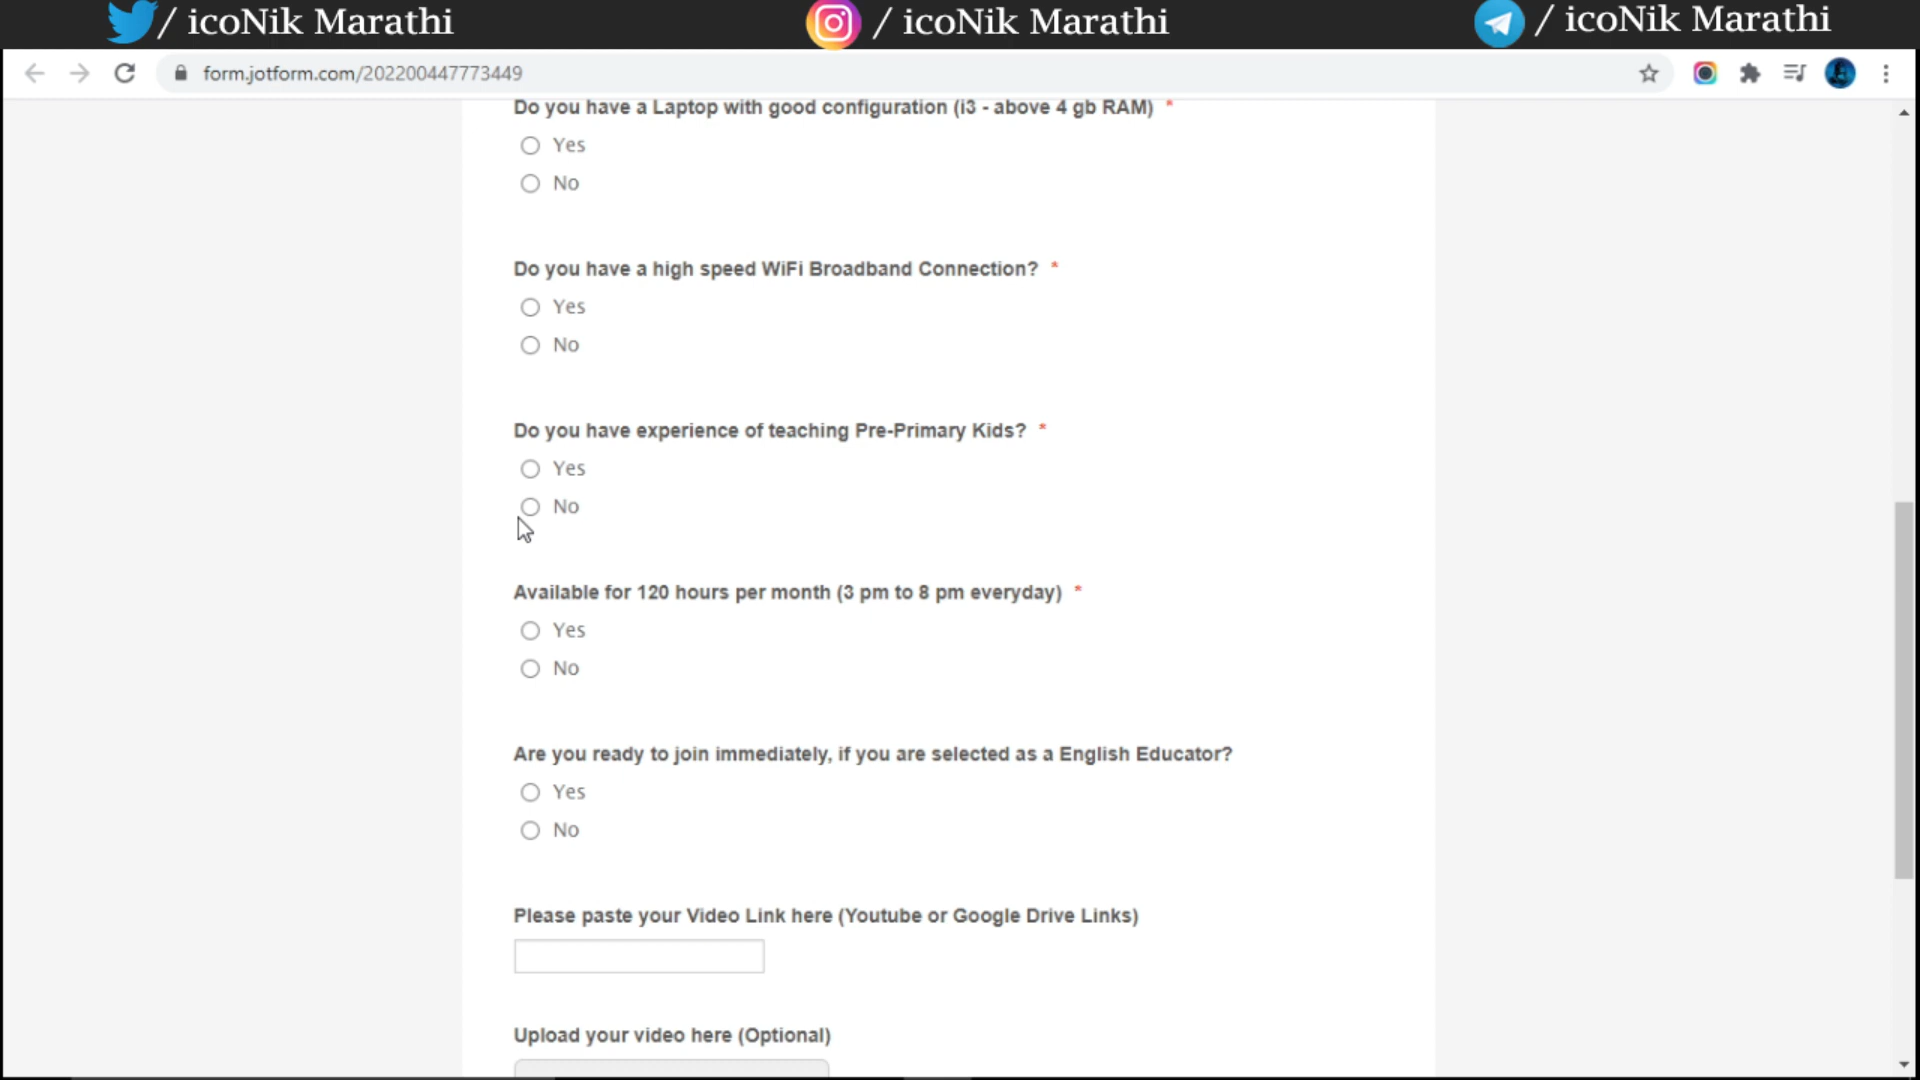 / icoNik Marathi
/ icoNik Marathi
/ icoNik Marathi
form.jotform.com/202200447773449
Do you have a Laptop with good configuration (i3 - above 4 gb RAM) *
Yes
No
Do you have a high speed WiFi Broadband Connection? *
Yes
No
Do you have experience of teaching Pre-Primary Kids? *
Yes
No
Available for 120 hours per month (3 pm to 8 pm everyday) *
Yes
No
Are you ready to join immediately, if you are selected as a English Educator?
Yes
No
Please paste your Video Link here (Youtube or Google Drive Links)
Upload your video here (Optional)